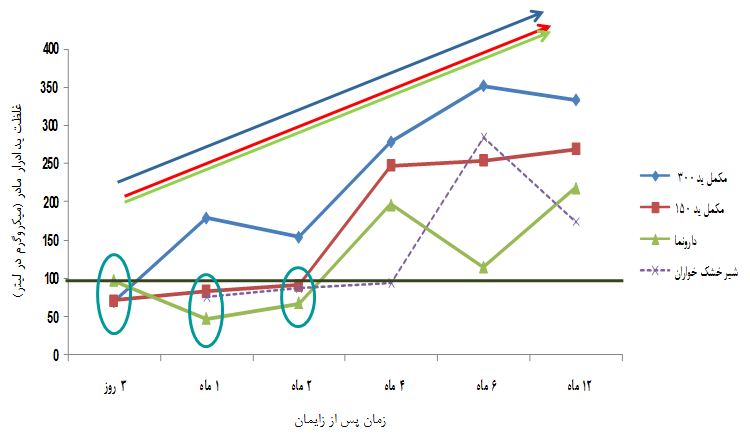 400
350
300
250
200
150
100
50
0
غلظت ید ادرار مادر (میکروگرم در لیتر)
۳ روز
۱ ماه
۲ ماه
۴ ماه
۶ ماه
۱۲ ماه
زمان پس از زایمان
مکمل ید ۳۰۰
مکمل ید ۱۵۰
دارونما
شیرخشک خواران